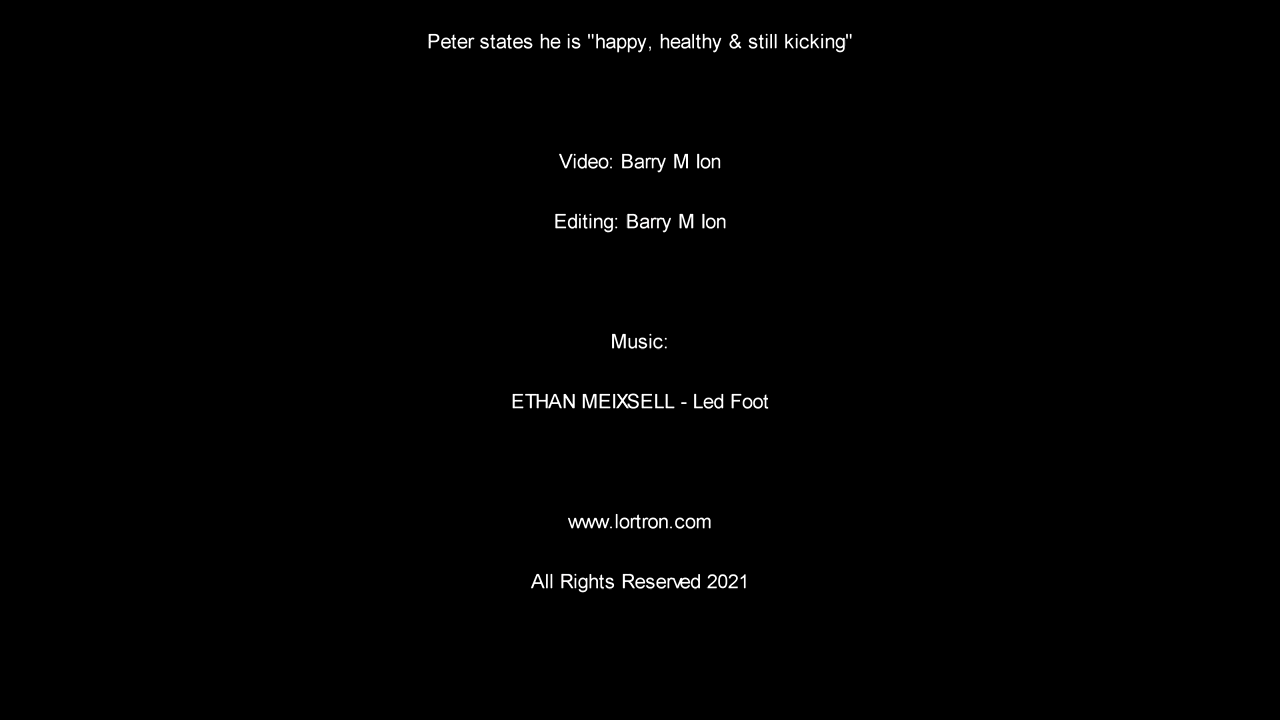 Peter states he is "happy, healthy & still kicking"
Video: Barry M Ion
Editing: Barry M Ion
Music:
ETHAN MEIXSELL - Led Foot
www.lortron.com
All Rights Reserved 2021